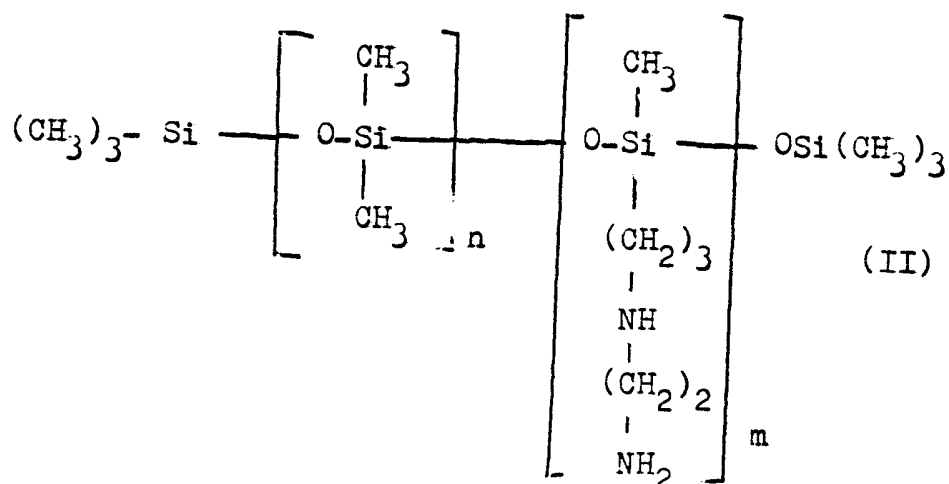 CH₃ CH₃
(CH₃)₃- Si O-Si O-Si OSi(CH₃)₃
CH₃ n (CH₂)₃ (II)
NH
(CH₂)₂
m
NH₂